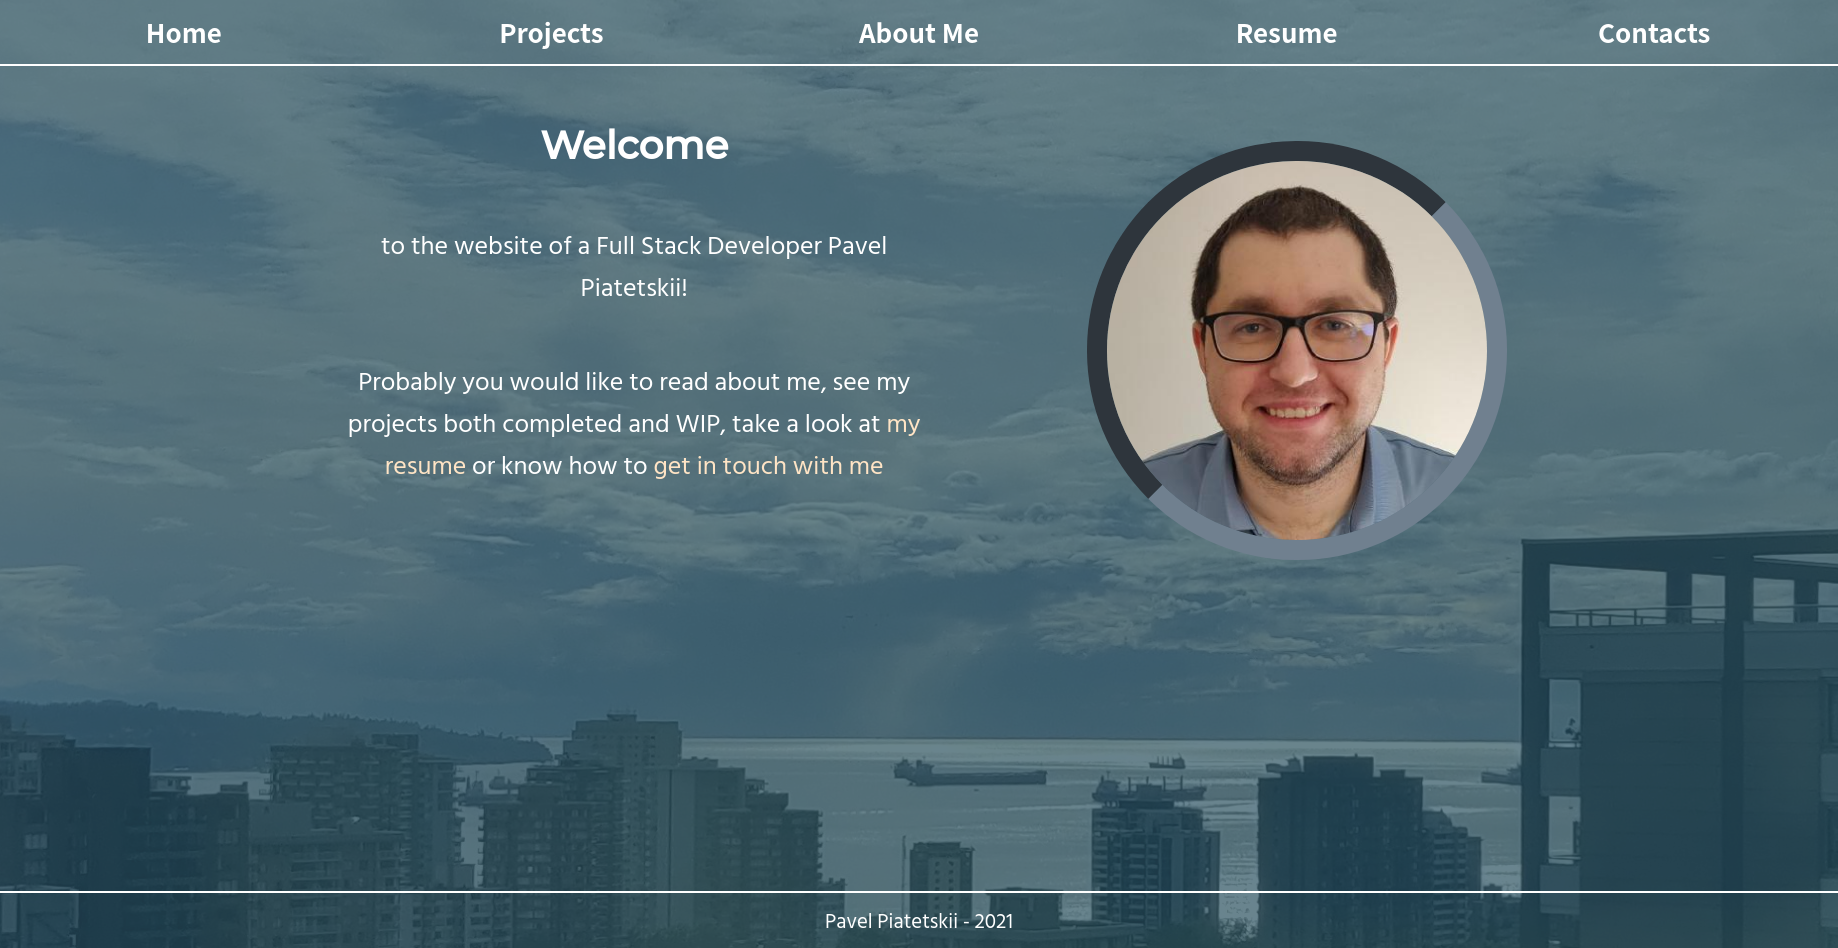 Home Projects About Me Resume Contacts
Welcome
to the website of a Full Stack Developer Pavel
Piatetskii!
Probably you would like to read about me, see my
projects both completed and WIP, take a look at my
resume or know how to get in touch with me
Pavel Piatetskii - 2021